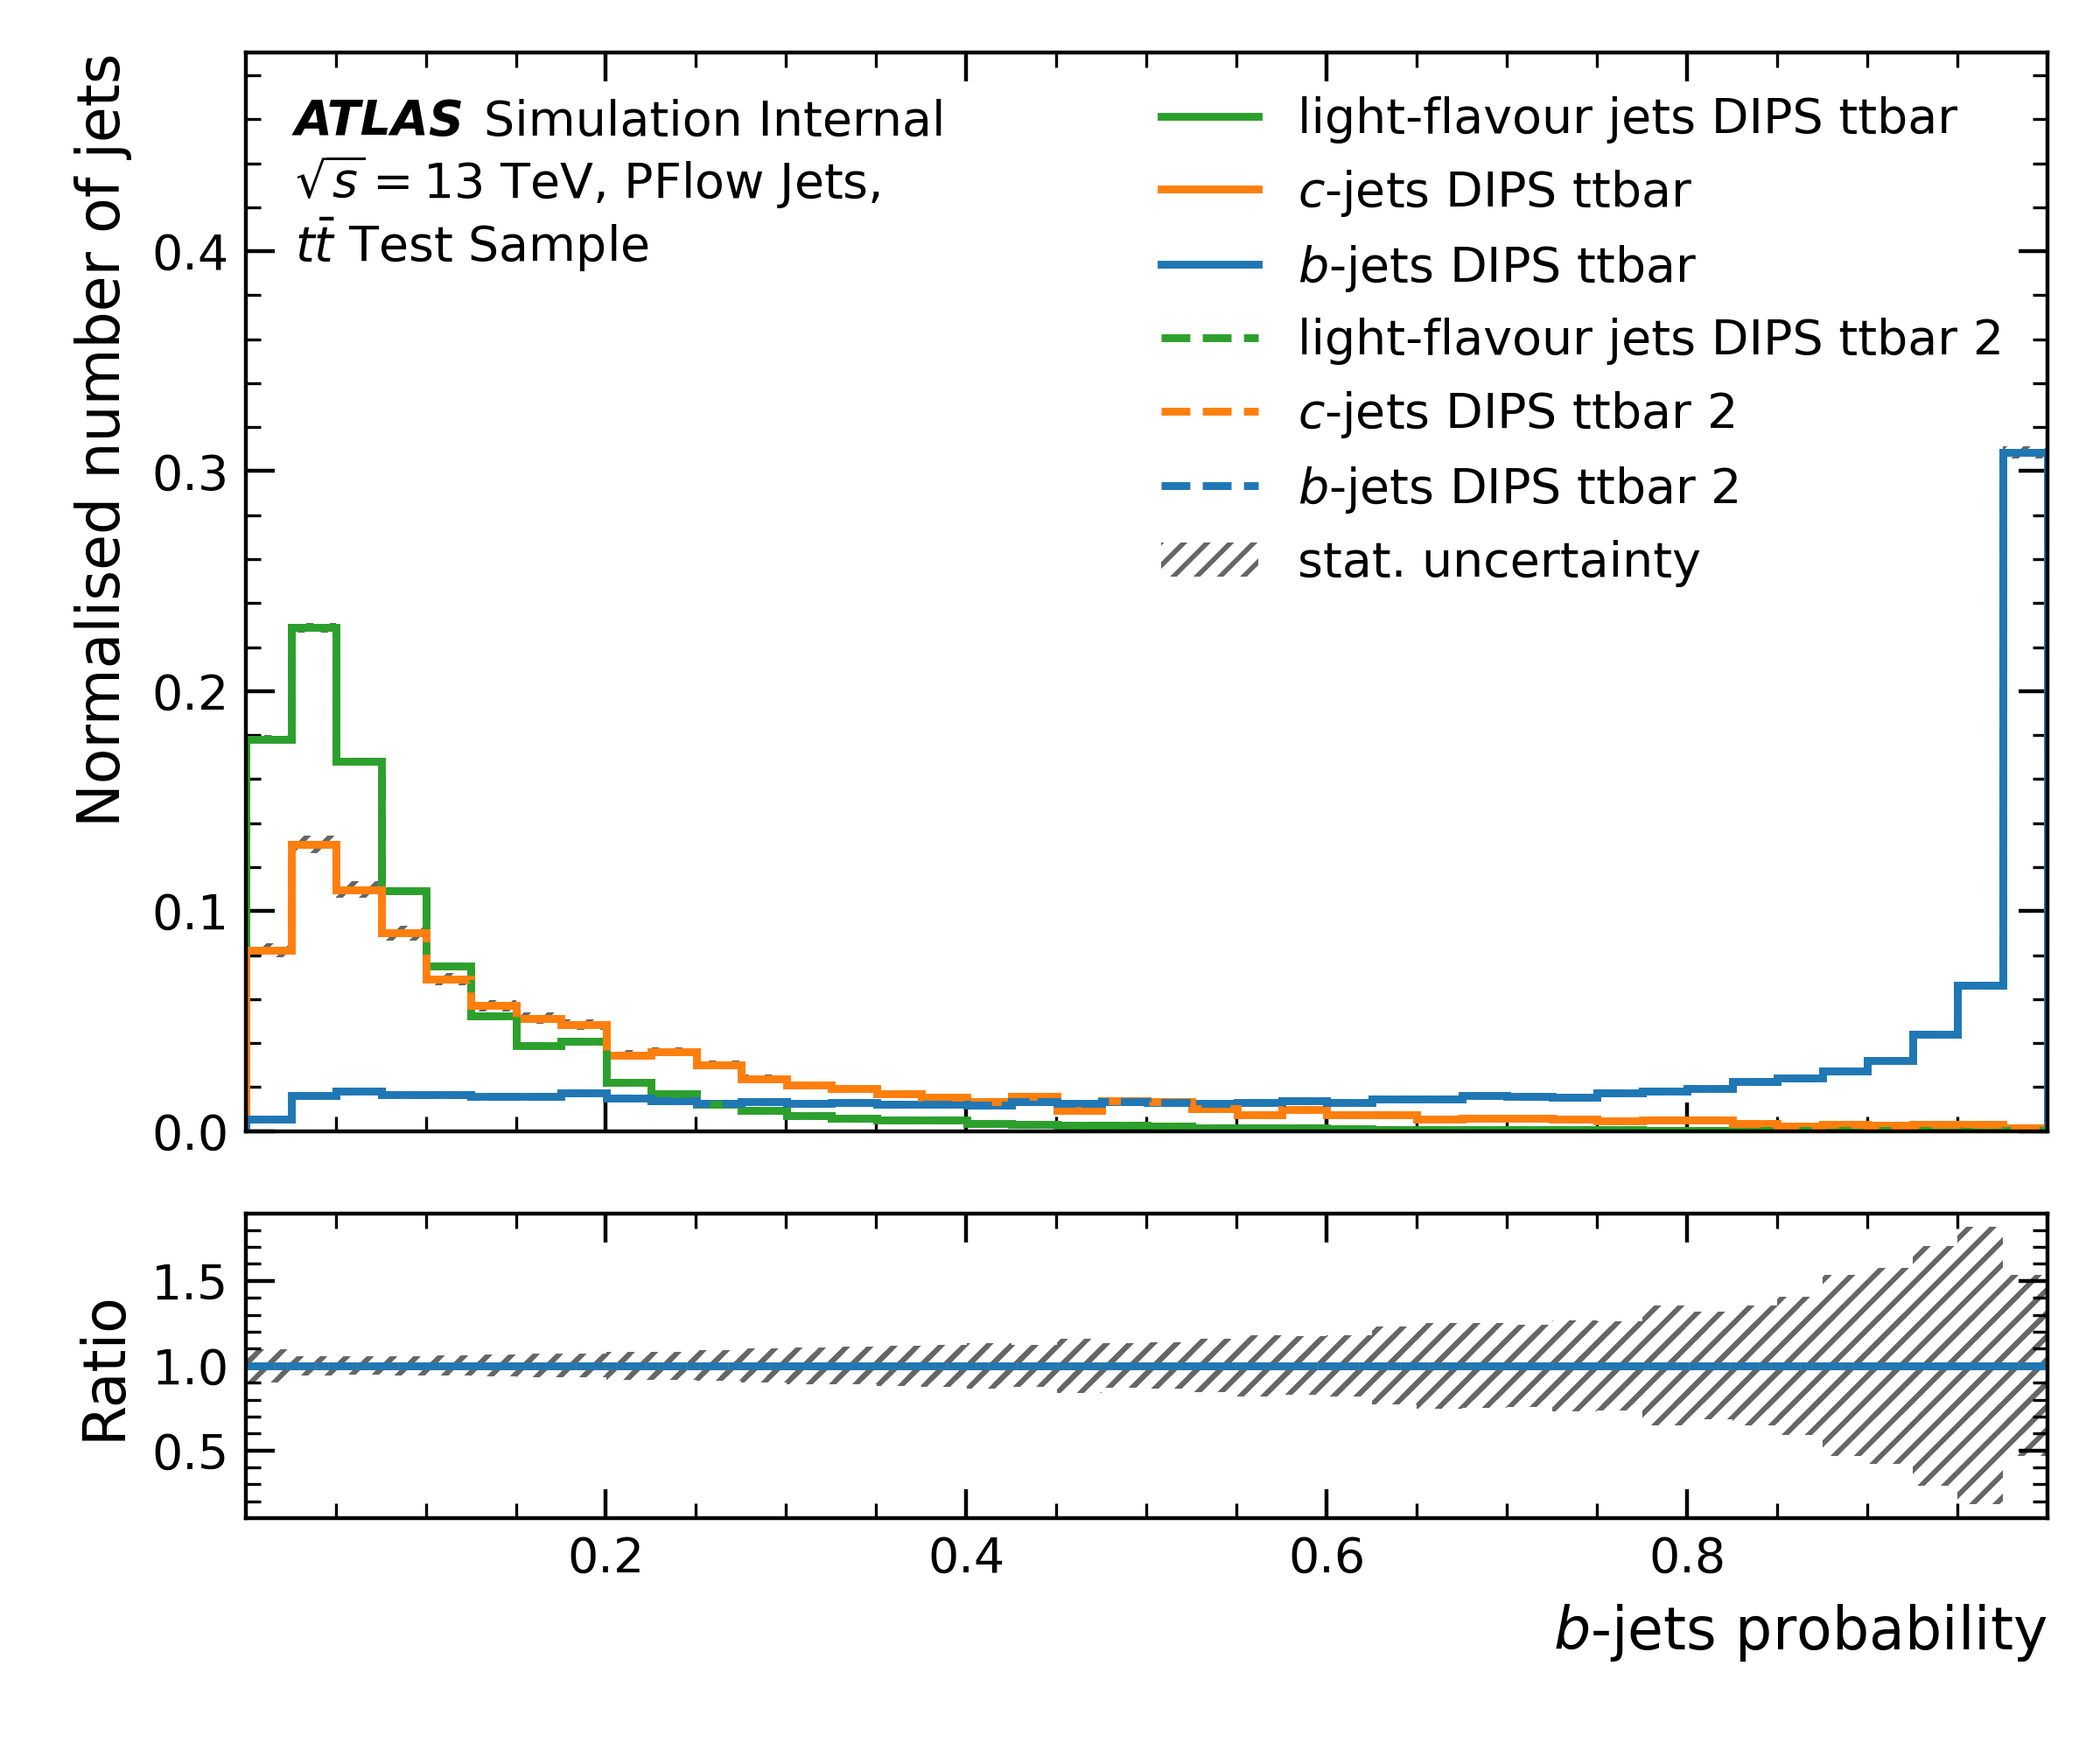 Normalised number of jets
ATLAS Simulation Internal
√s = 13 TeV, PFlow Jets,
tt̄ Test Sample
light-flavour jets DIPS ttbar
c-jets DIPS ttbar
b-jets DIPS ttbar
light-flavour jets DIPS ttbar 2
c-jets DIPS ttbar 2
b-jets DIPS ttbar 2
stat. uncertainty
0.4
0.3
0.2
0.1
0.0
Ratio
1.5
1.0
0.5
0.2 0.4 0.6 0.8
b-jets probability